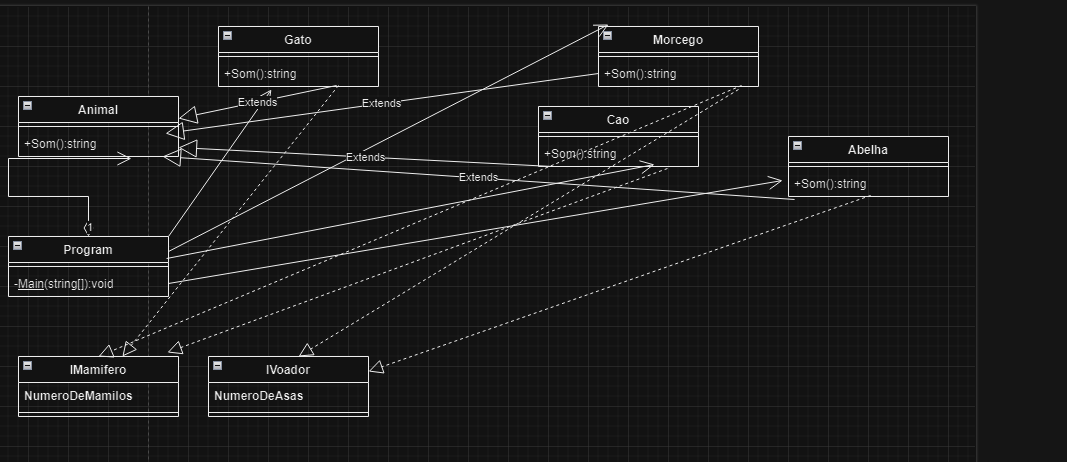 Gato
+Som():string
Morcego
+Som():string
Extends
Extends
Animal
+Som():string
Cao
+Som():string
Extends
Abelha
+Som():string
Extends
1
Program
-Main(string[]):void
IMamifero
NumeroDeMamilos
IVoador
NumeroDeAsas